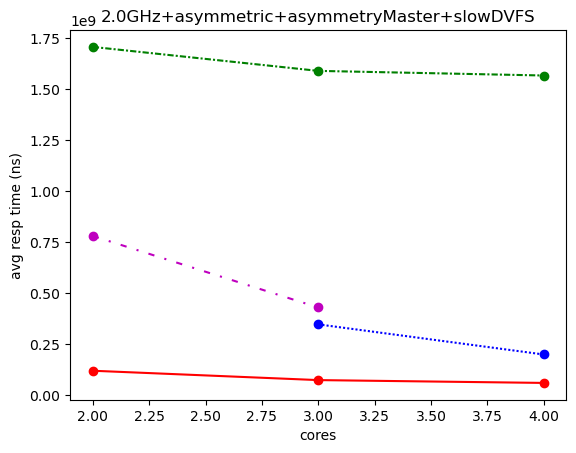 2.0GHz+asymmetric+asymmetryMaster+slowDVFS
1e9
1.75
1.50
1.25
1.00
0.75
0.50
0.25
0.00
avg resp time (ns)
2.00 2.25 2.50 2.75 3.00 3.25 3.50 3.75 4.00
cores